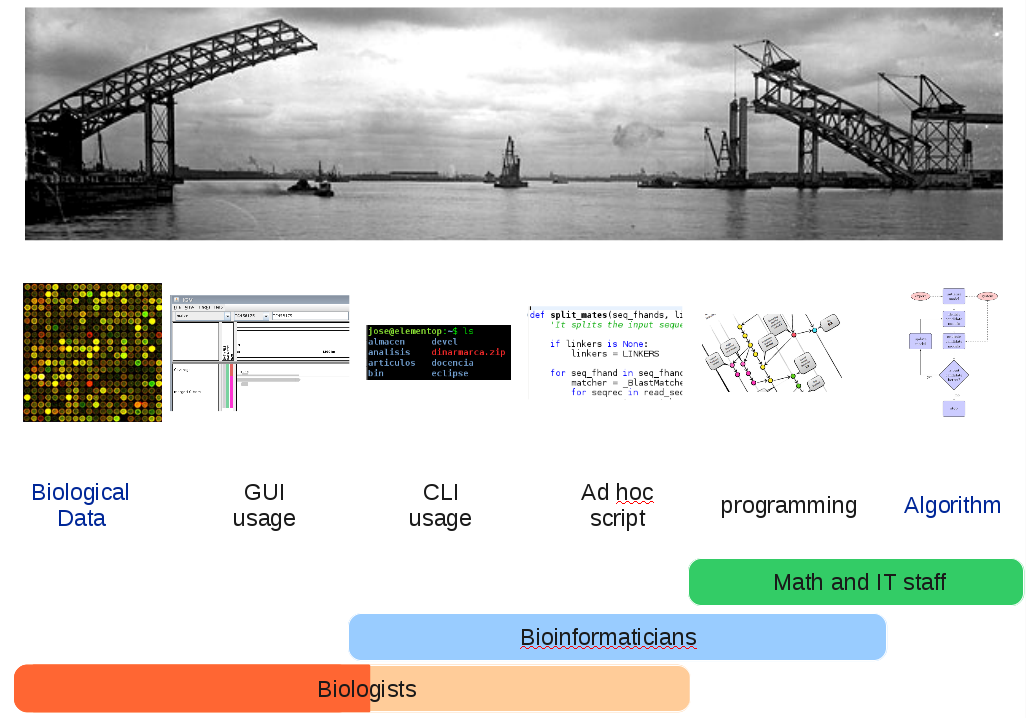 jose@elementop:~$ ls
almacen devel
analisis dinarmarca.zip
articulos docencia
bin eclipse
def split_mates(seq_fhands, li
'It splits the input seque
if linkers is None:
linkers = LINKERS
for seq_fhand in seq_fhand
matcher = _BlastMatche
for seqrec in read_sec
Biological
Data
GUI
usage
CLI
usage
Ad hoc
script
programming
Algorithm
Math and IT staff
Bioinformaticians
Biologists